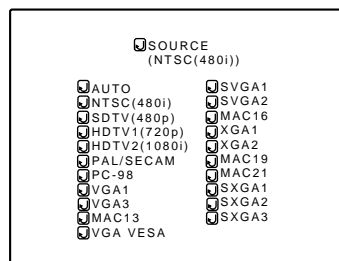 SOURCE
(NTSC(480i))
AUTO
NTSC(480i)
SDTV(480p)
HDTV1(720p)
HDTV2(1080i)
PAL/SECAM
PC-98
VGA1
VGA3
MAC13
VGA VESA
SVGA1
SVGA2
MAC16
XGA1
XGA2
MAC19
MAC21
SXGA1
SXGA2
SXGA3